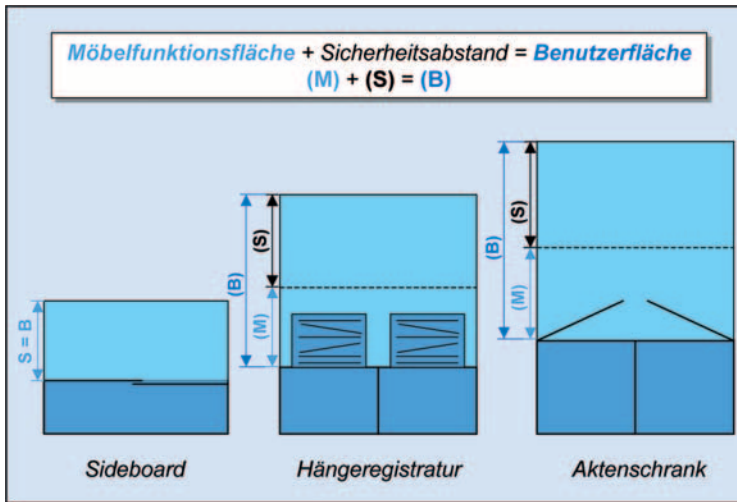 Möbelfunktionsfläche + Sicherheitsabstand = Benutzerfläche
(M) + (S) = (B)
S = B
(B)
(S)
(M)
(B)
(S)
(M)
Sideboard
Hängeregistratur
Aktenschrank